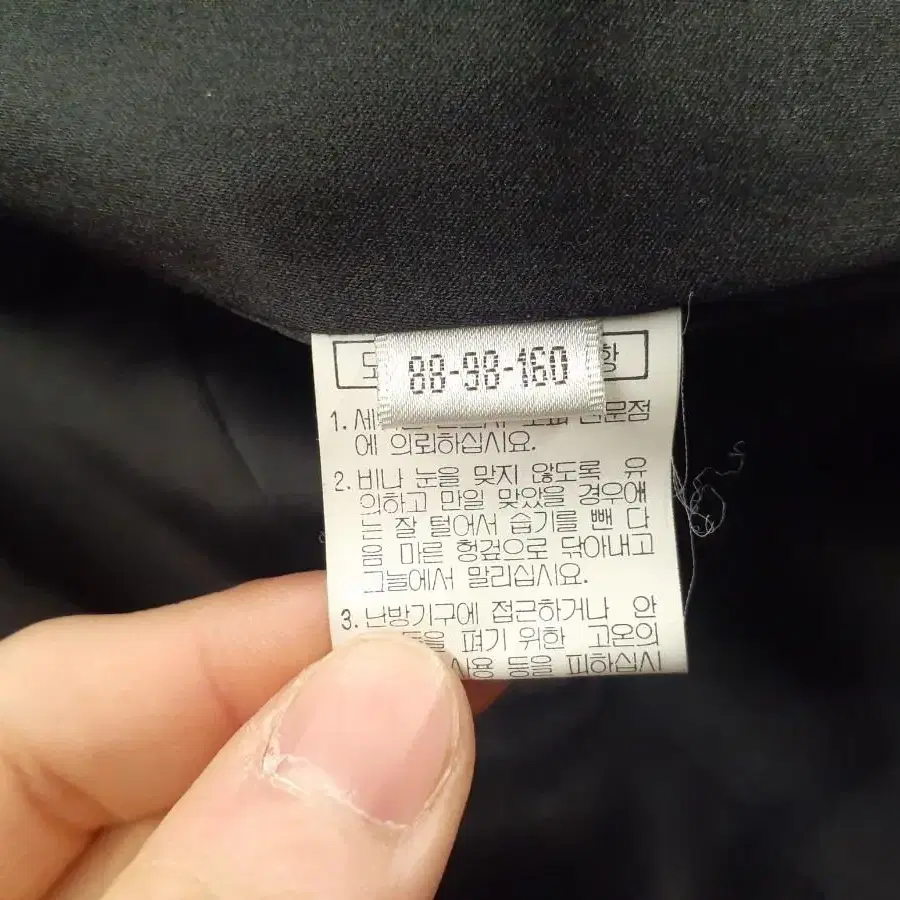 88-98-160
항
1. 세
에 의뢰하십시요.
2. 비나 눈을 맞지 않도록 유
의하고 만일 맞았을 경우에
는 잘 털어서 습기를 뺀 다
음 마른 헝겊으로 닦아내고
그늘에서 말리십시요.
3. 난방기구에 접근하거나 안
등을 펴기 위한 고온의
사용 등을 피하십시